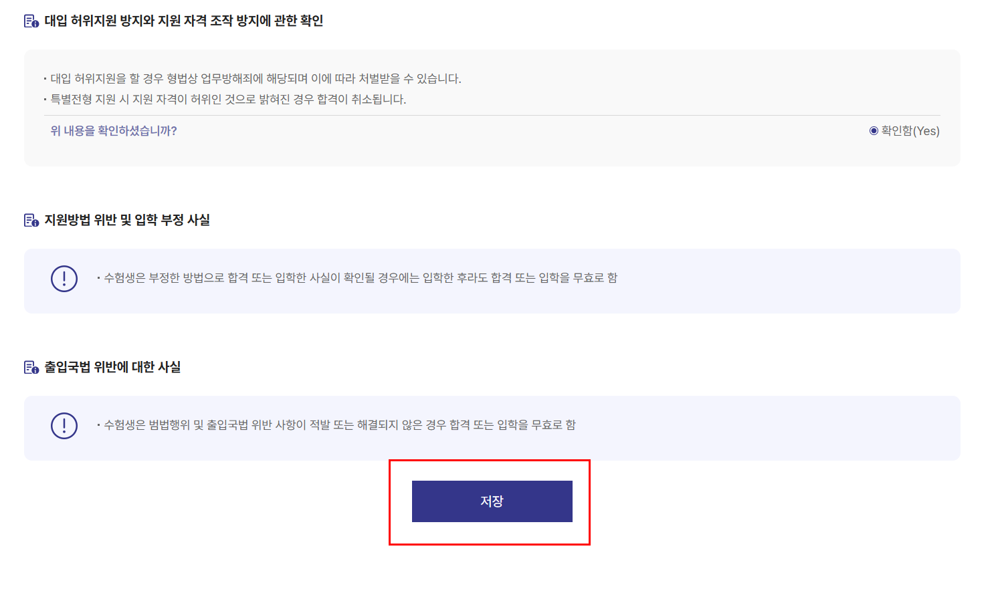 대입 허위지원 방지와 지원 자격 조작 방지에 관한 확인
· 대입 허위지원을 할 경우 형법상 업무방해죄에 해당되며 이에 따라 처벌받을 수 있습니다.
· 특별전형 지원 시 지원 자격이 허위인 것으로 밝혀진 경우 합격이 취소됩니다.
위 내용을 확인하셨습니까? 확인함(Yes)
지원방법 위반 및 입학 부정 사실
· 수험생은 부정한 방법으로 합격 또는 입학한 사실이 확인될 경우에는 입학한 후라도 합격 또는 입학을 무효로 함
출입국법 위반에 대한 사실
· 수험생은 범법행위 및 출입국법 위반 사항이 적발 또는 해결되지 않은 경우 합격 또는 입학을 무효로 함
저장